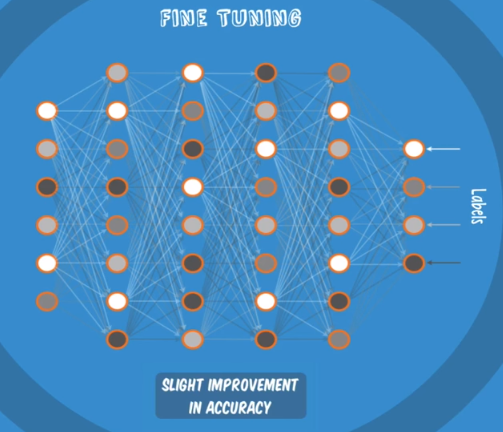 FINE TUNING
Labels
SLIGHT IMPROVEMENT
IN ACCURACY